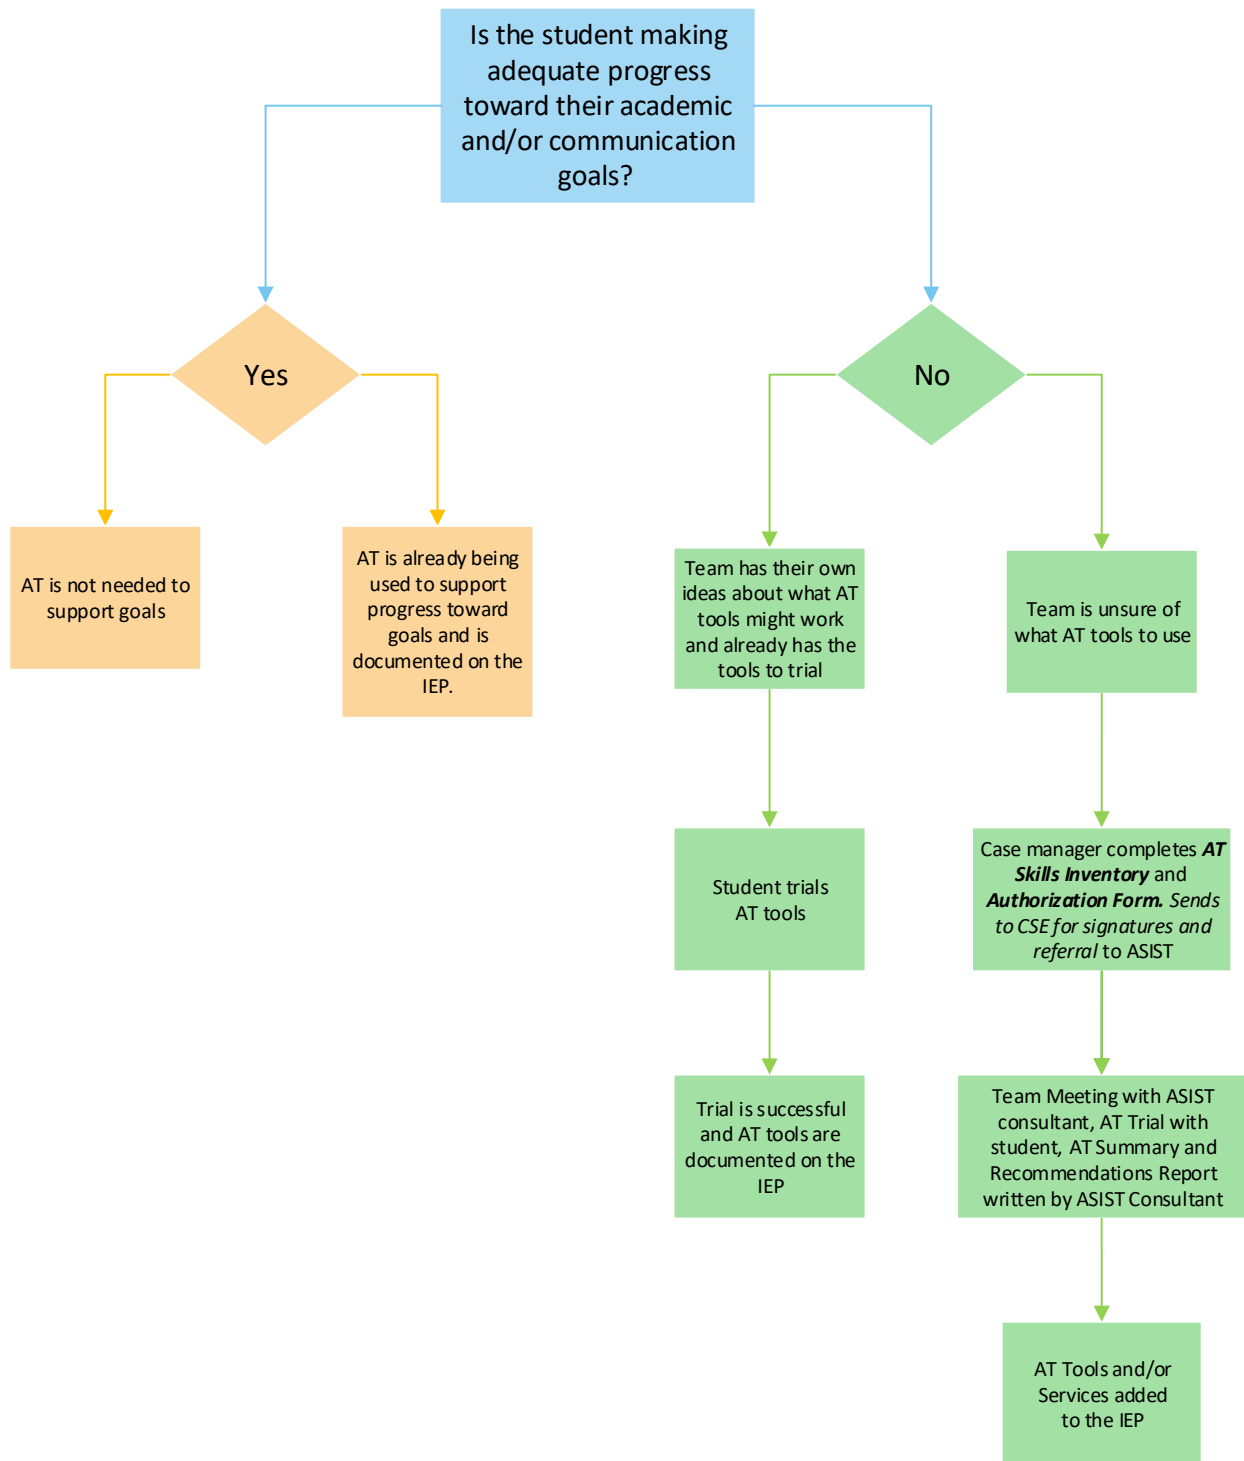 Is the student making
adequate progress
toward their academic
and/or communication
goals?
Yes
No
AT is not needed to
support goals
AT is already being
used to support
progress toward
goals and is
documented on the
IEP.
Team has their own
ideas about what AT
tools might work
and already has the
tools to trial
Team is unsure of
what AT tools to use
Student trials
AT tools
Case manager completes AT
Skills Inventory and
Authorization Form. Sends
to CSE for signatures and
referral to ASIST
Trial is successful
and AT tools are
documented on the
IEP
Team Meeting with ASIST
consultant, AT Trial with
student, AT Summary and
Recommendations Report
written by ASIST Consultant
AT Tools and/or
Services added
to the IEP